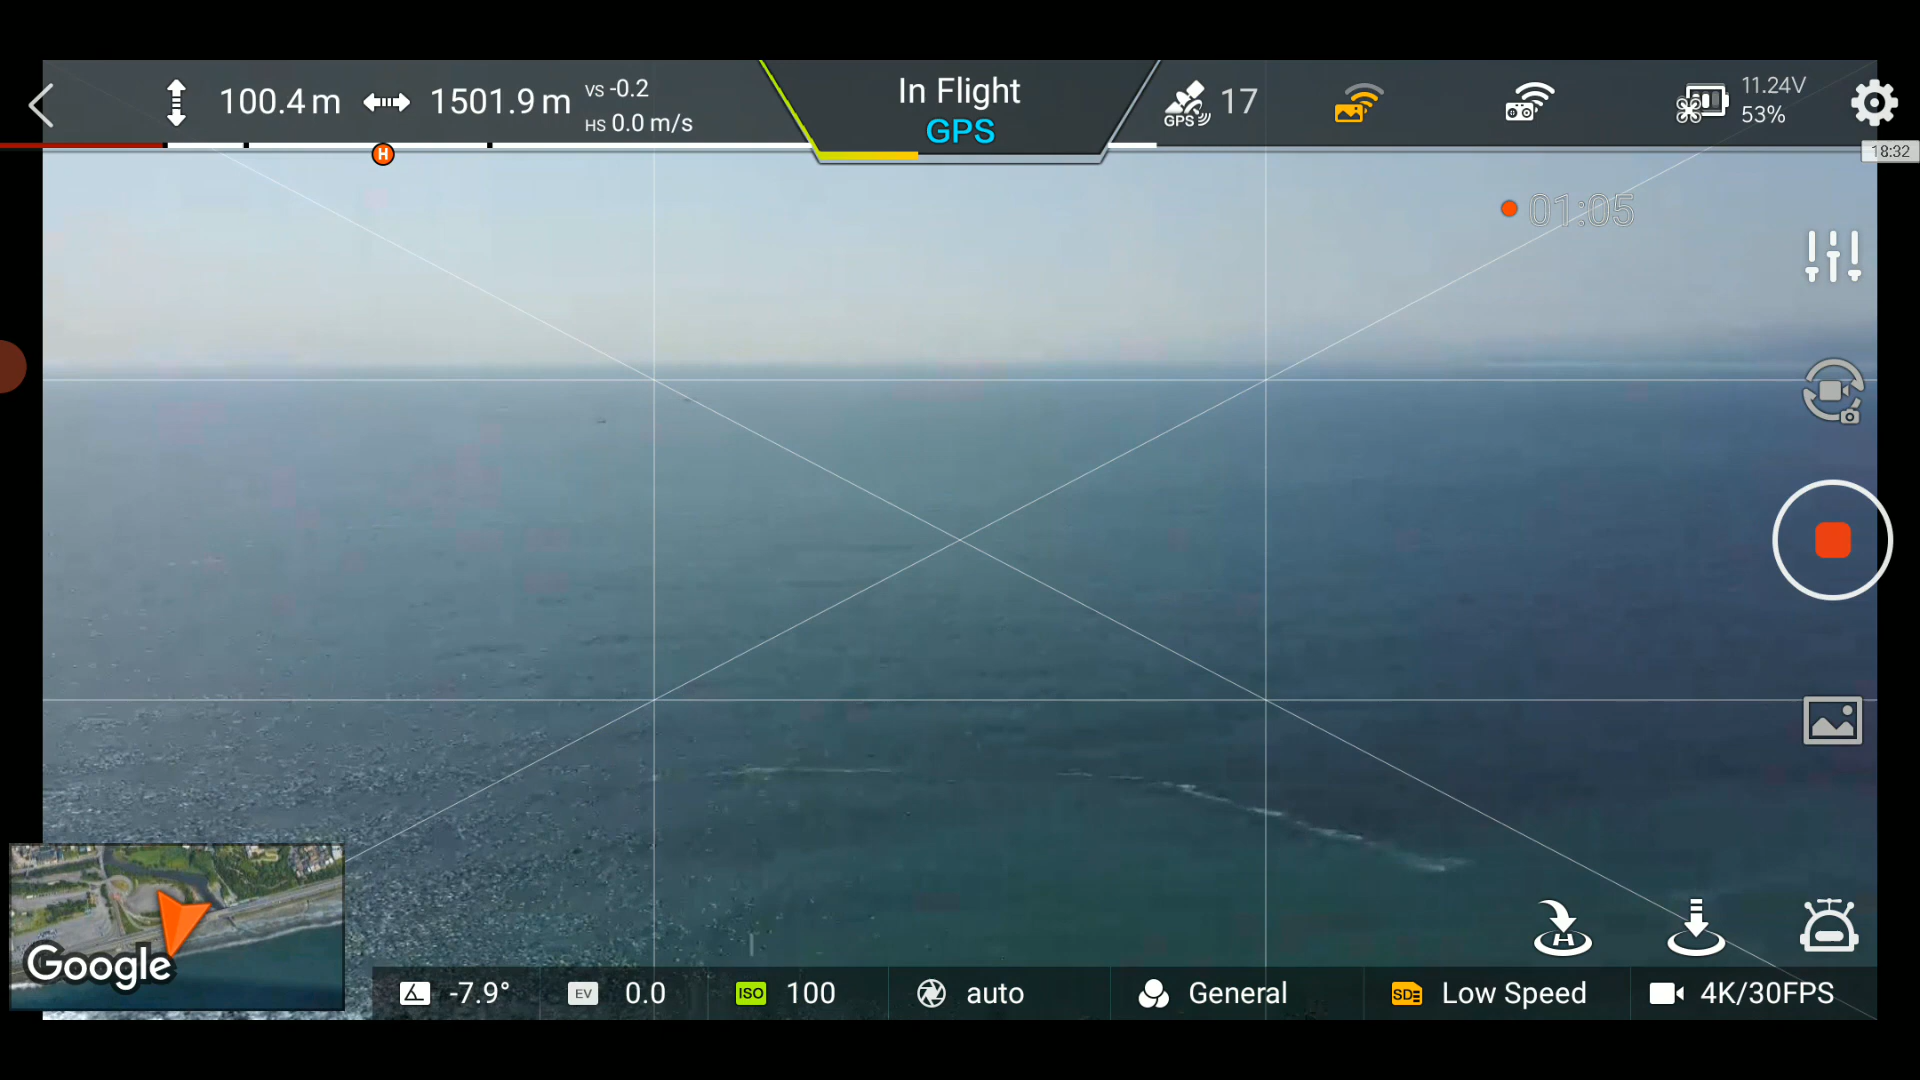 100.4 m
1501.9 m
VS -0.2
HS 0.0 m/s
In Flight
GPS
GPS
17
11.24V
53%
18:32
H
01:05
Google
-7.9°
EV 0.0
ISO 100
auto
General
SD Low Speed
4K/30FPS
H